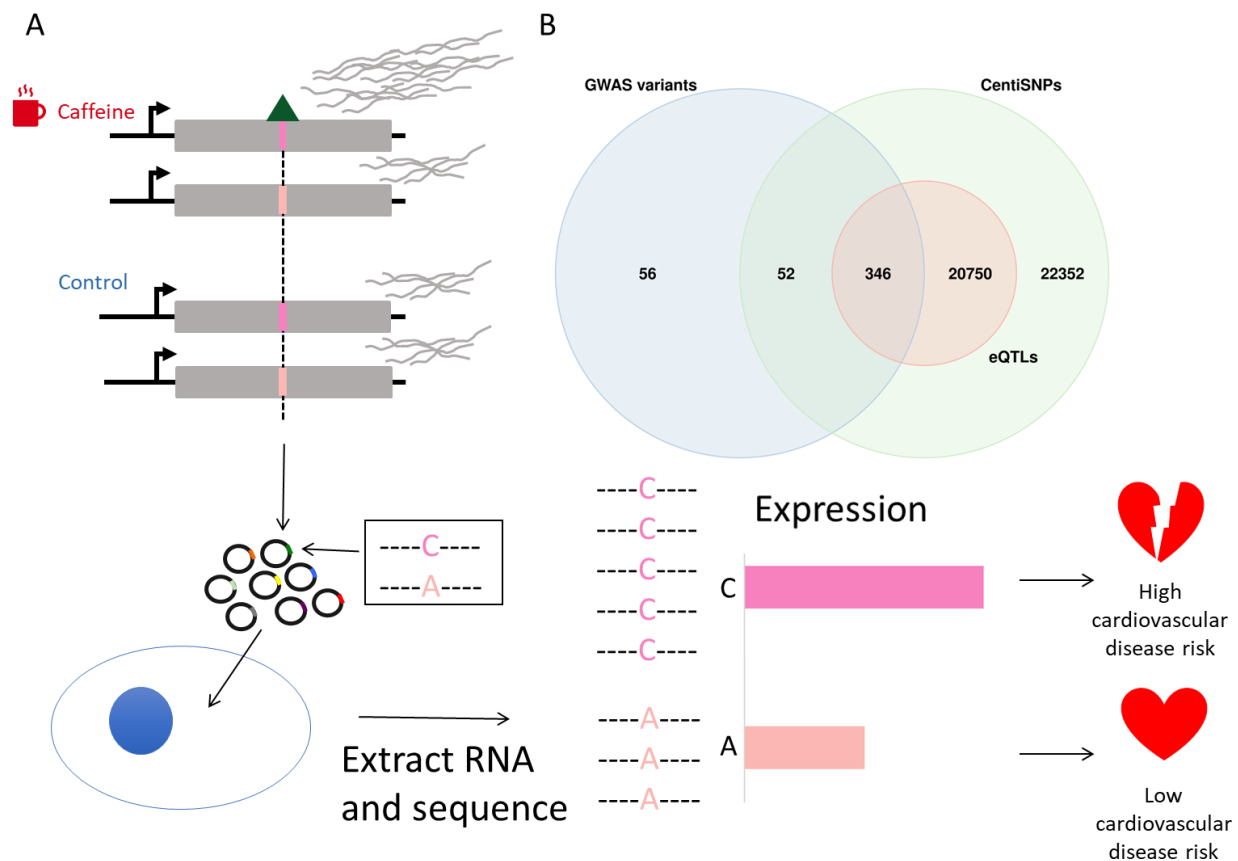 A
Caffeine
Control
----C----
----A----
Extract RNA
and sequence
B
GWAS variants
CentiSNPs
56
52
346
20750
22352
eQTLs
----C----
----C----
----C----
----C----
----C----
----A----
----A----
----A----
Expression
C
A
High
cardiovascular
disease risk
Low
cardiovascular
disease risk